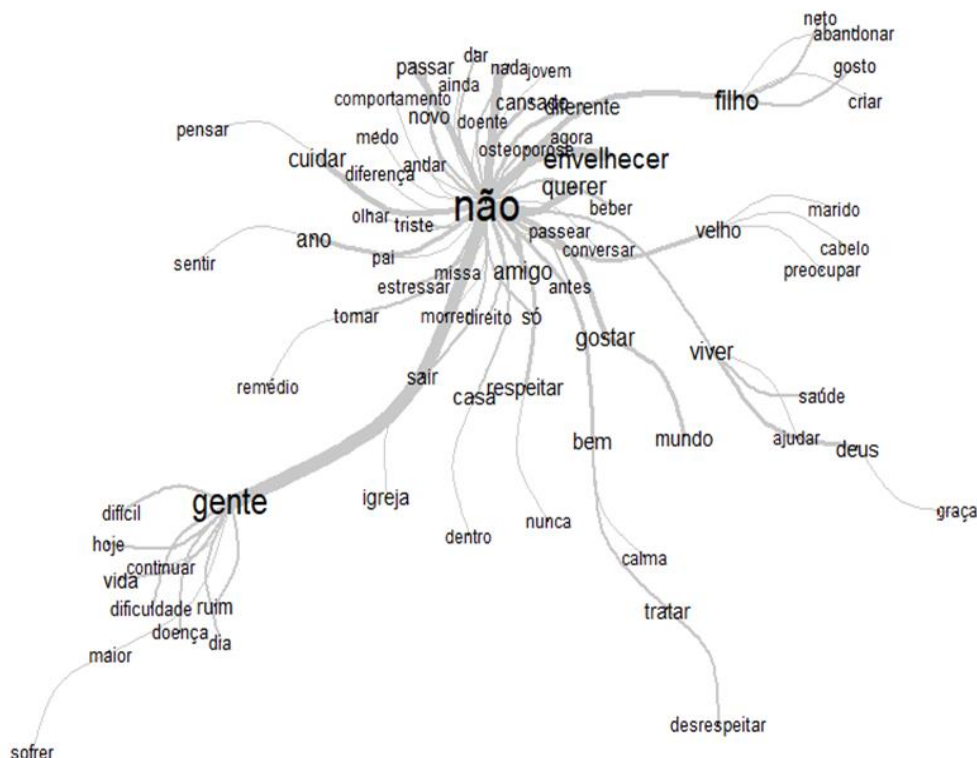 neto
abandonar
dar
passar
nada
jovem
gosto
ainda
filho
criar
comportamento
cansado
diferente
novo
doente
pensar
medo
agora
cuidar
osteoporose
envelhecer
andar
diferença
querer
não
beber
olhar
marido
triste
passear
velho
ano
conversar
cabelo
pai
sentir
missa
amigo
preocupar
estressar
antes
tomar
morrer
direito
só
gostar
viver
sair
remédio
casa
respeitar
saúde
bem
mundo
ajudar
deus
gente
igreja
difícil
graça
nunca
dentro
hoje
calma
continuar
vida
dificuldade
ruim
tratar
doença
dia
maior
desrespeitar
sofrer